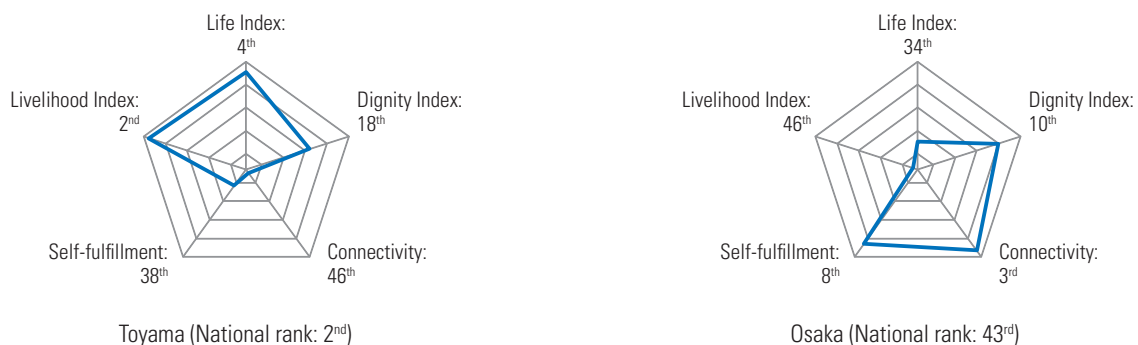 Life Index:
4th
Livelihood Index:
2nd
Dignity Index:
18th
Self-fulfillment:
38th
Connectivity:
46th
Toyama (National rank: 2nd)
Life Index:
34th
Livelihood Index:
46th
Dignity Index:
10th
Self-fulfillment:
8th
Connectivity:
3rd
Osaka (National rank: 43rd)